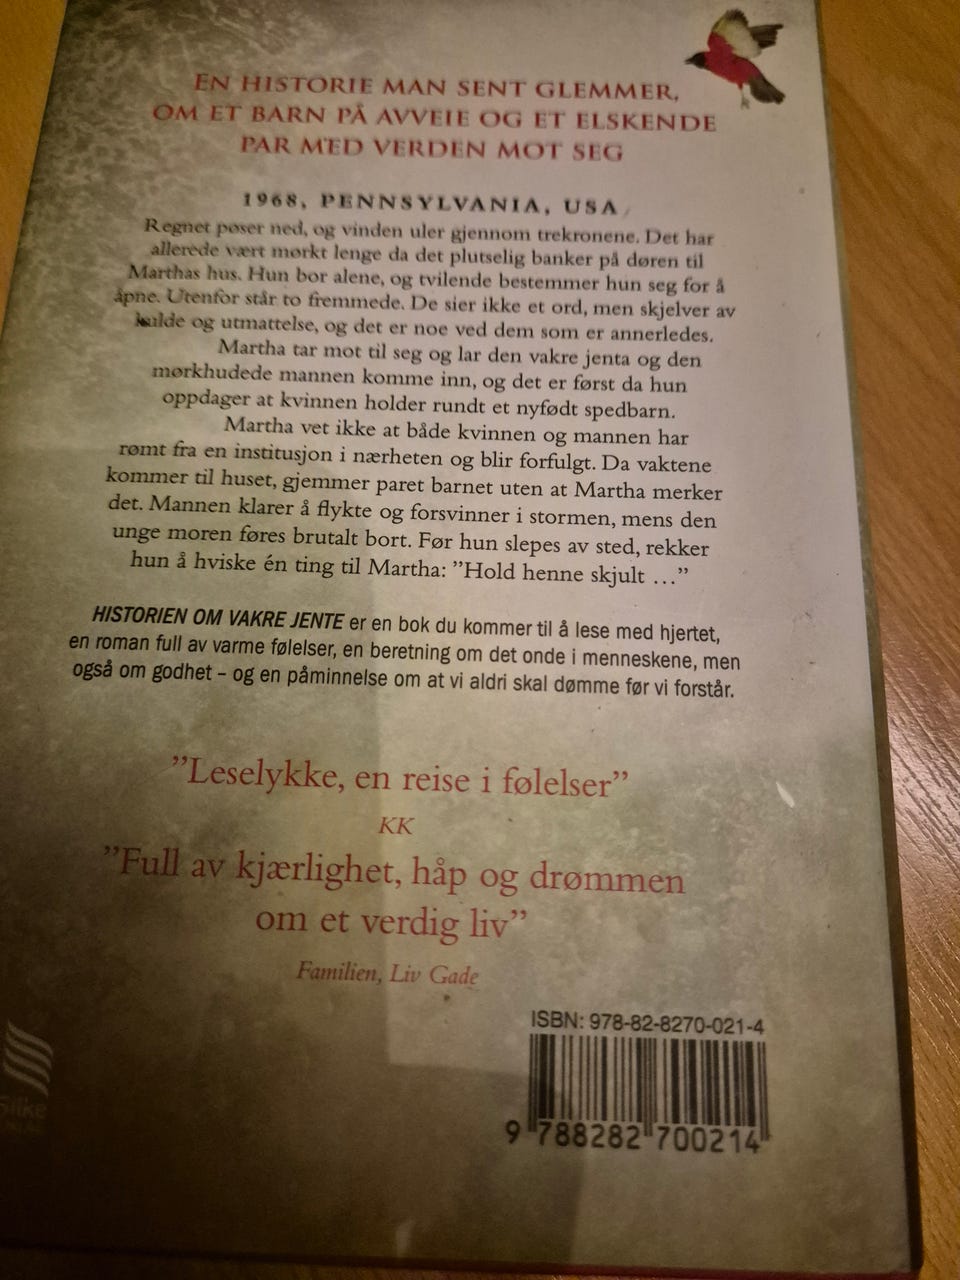 EN HISTORIE MAN SENT GLEMMER,
OM ET BARN PÅ AVVEIE OG ET ELSKENDE
PAR MED VERDEN MOT SEG
1968, PENNSYLVANIA, USA
Regnet pøser ned, og vinden uler gjennom trekronene. Det har
allerede vært mørkt lenge da det plutselig banker på døren til
Marthas hus. Hun bor alene, og tvilende bestemmer hun seg for å
åpne. Utenfor står to fremmede. De sier ikke et ord, men skjelver av
kulde og utmattelse, og det er noe ved dem som er annerledes.
Martha tar mot til seg og lar den vakre jenta og den
mørkhudede mannen komme inn, og det er først da hun
oppdager at kvinnen holder rundt et nyfødt spedbarn.
Martha vet ikke at både kvinnen og mannen har
rømt fra en institusjon i nærheten og blir forfulgt. Da vaktene
kommer til huset, gjemmer paret barnet uten at Martha merker
det. Mannen klarer å flykte og forsvinner i stormen, mens den
unge moren føres brutalt bort. Før hun slepes av sted, rekker
hun å hviske én ting til Martha: ”Hold henne skjult …”
HISTORIEN OM VAKRE JENTE er en bok du kommer til å lese med hjertet,
en roman full av varme følelser, en beretning om det onde i menneskene, men
også om godhet – og en påminnelse om at vi aldri skal dømme før vi forstår.
”Leselykke, en reise i følelser”
KK
”Full av kjærlighet, håp og drømmen
om et verdig liv”
Familien, Liv Gade
ISBN: 978-82-8270-021-4
9 788282 700214
Silke